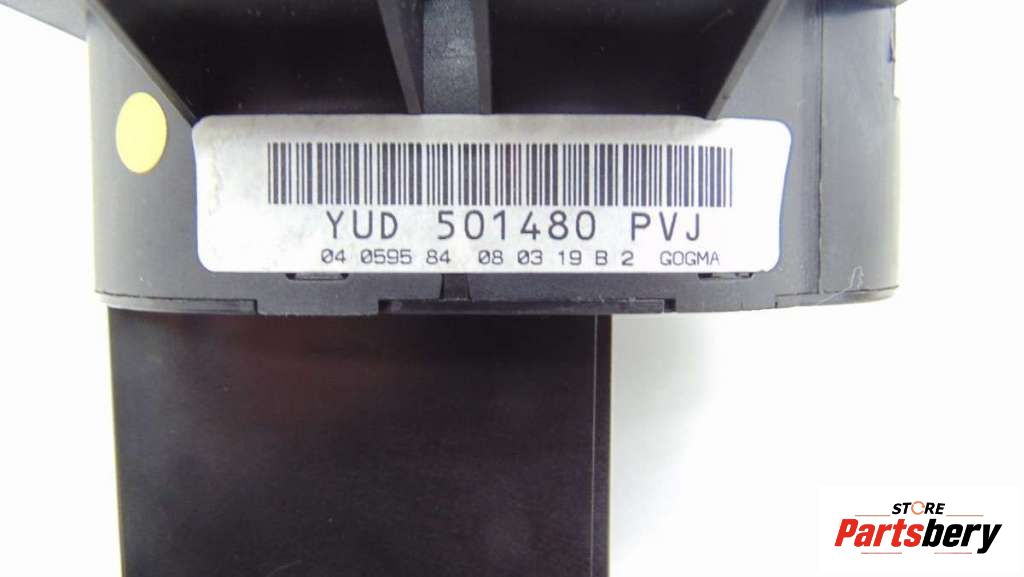 YUD 501480 PVJ
04 0595 84 08 03 19 B 2 GOGMA
STORE
Partsbery